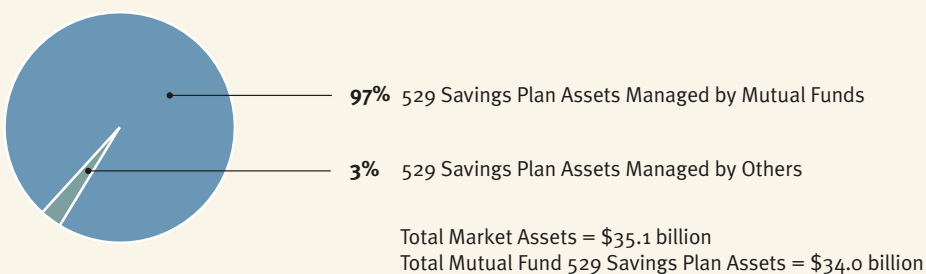 97% 529 Savings Plan Assets Managed by Mutual Funds
3% 529 Savings Plan Assets Managed by Others
Total Market Assets = $35.1 billion
Total Mutual Fund 529 Savings Plan Assets = $34.0 billion